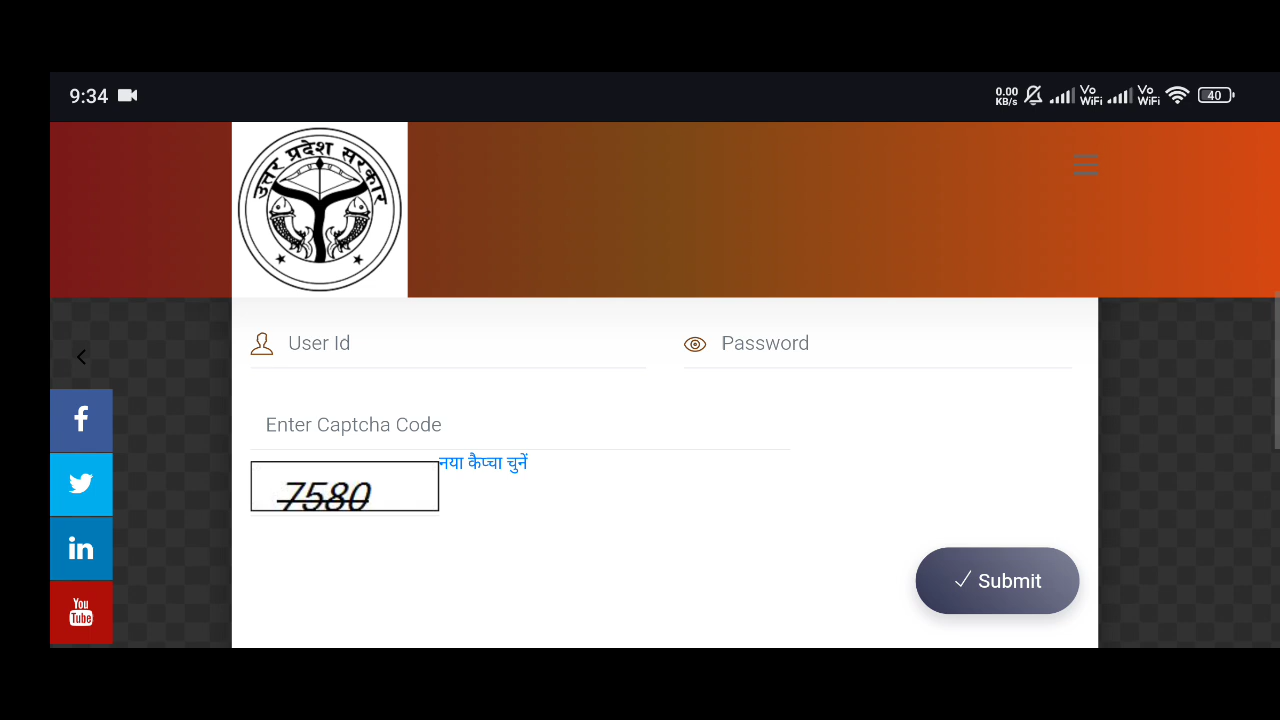 9:34
0.00 KB/s Vo WiFi Vo WiFi 40
उत्तर प्रदेश सरकार
User Id
Password
Enter Captcha Code
नया कैप्चा चुनें
7580
Submit
You
Tube